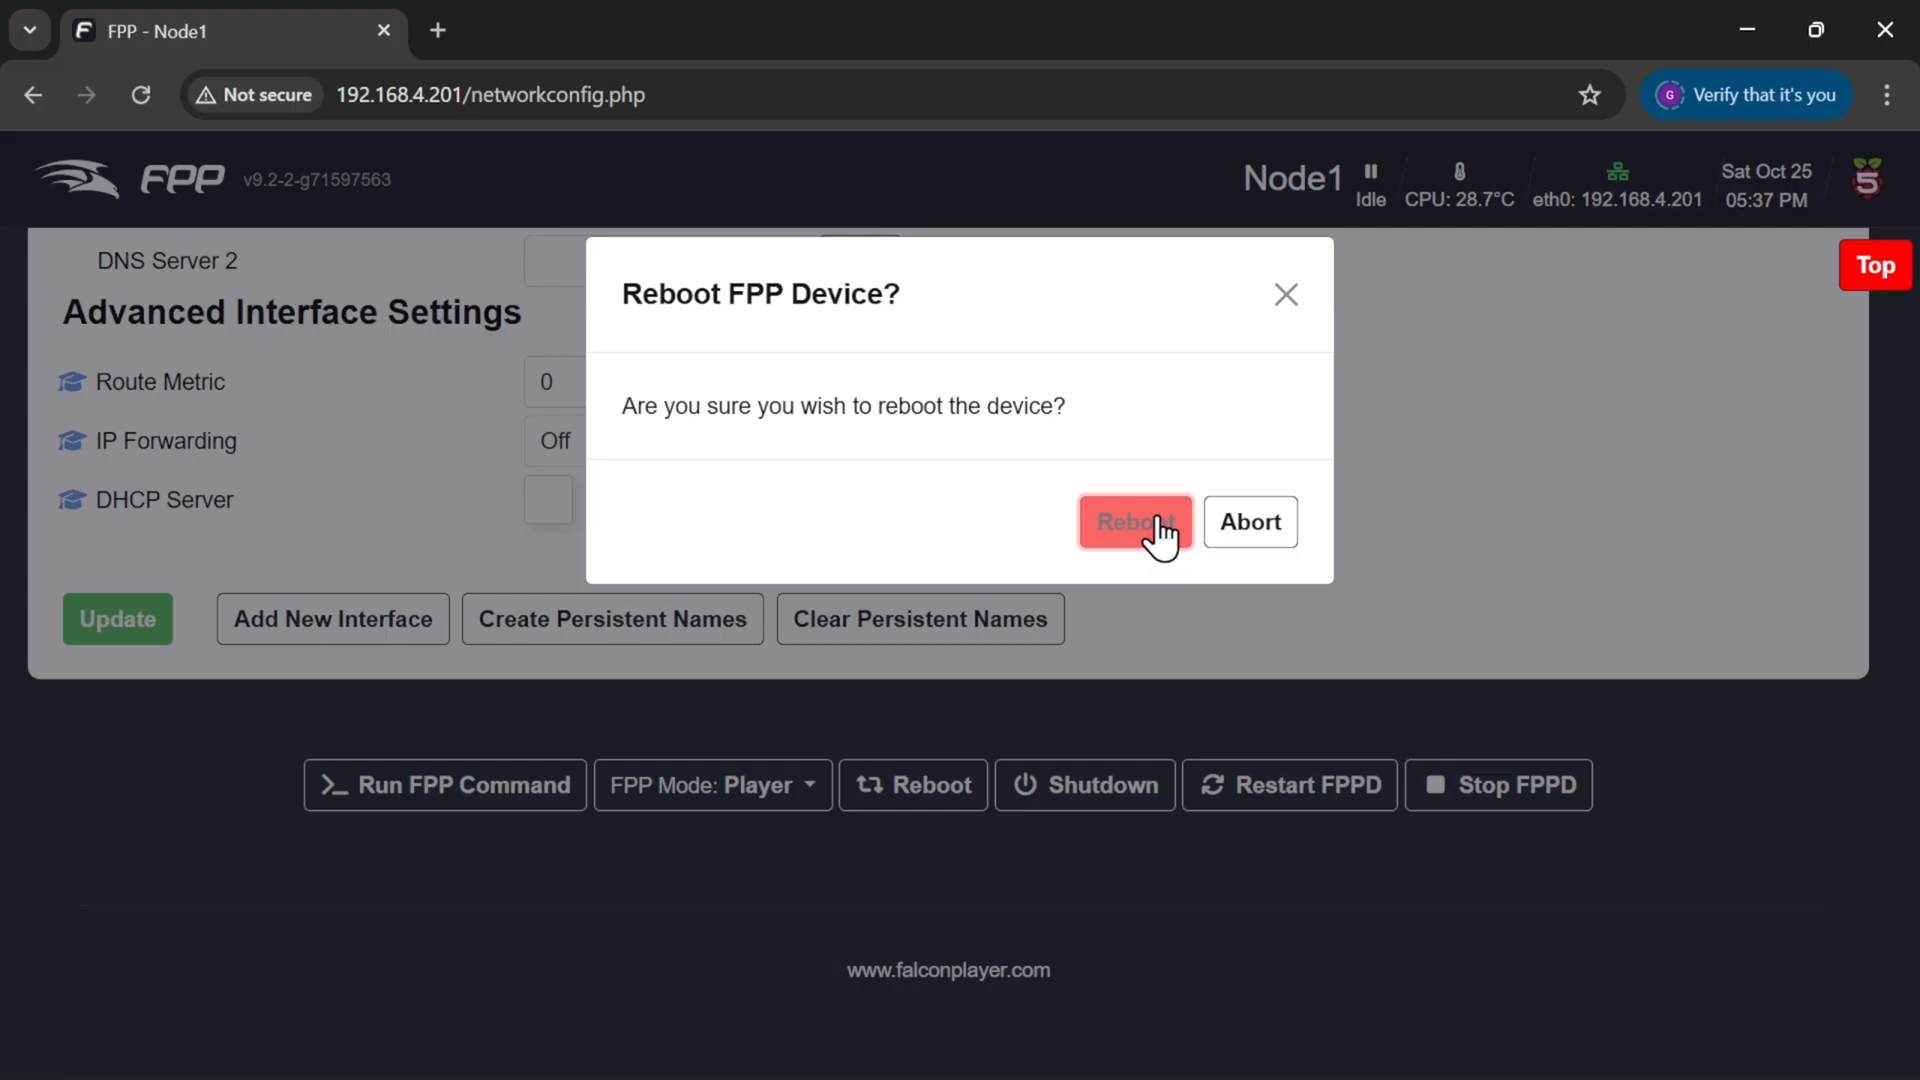 FPP - Node1
Not secure
192.168.4.201/networkconfig.php
G
Verify that it's you
FPP
v9.2-2-g71597563
Node1
Idle
CPU: 28.7°C
eth0: 192.168.4.201
Sat Oct 25
05:37 PM
5
Top
DNS Server 2
Advanced Interface Settings
Route Metric
0
IP Forwarding
Off
DHCP Server
Reboot FPP Device?
Are you sure you wish to reboot the device?
Reboot
Abort
Update
Add New Interface
Create Persistent Names
Clear Persistent Names
Run FPP Command
FPP Mode: Player
Reboot
Shutdown
Restart FPPD
Stop FPPD
www.falconplayer.com